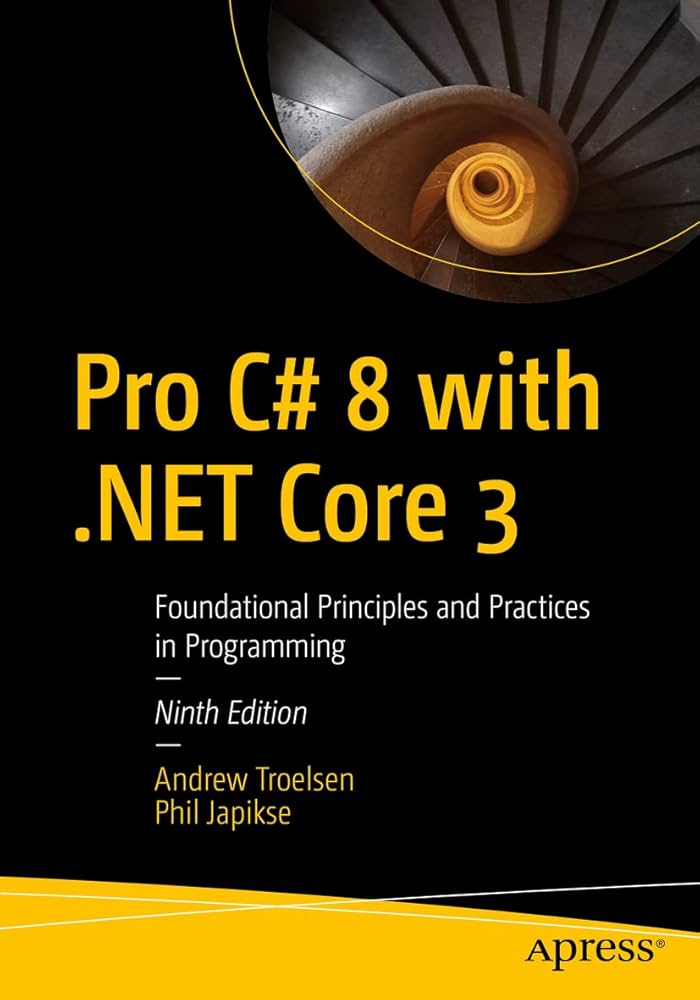 Pro C# 8 with
.NET Core 3
Foundational Principles and Practices
in Programming
Ninth Edition
Andrew Troelsen
Phil Japikse
Apress®